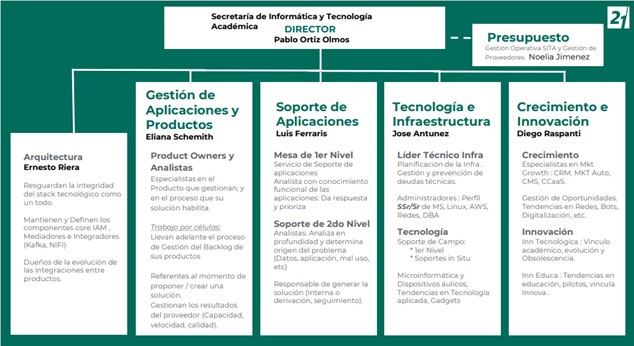 Secretaría de Informática y Tecnología
Académica
DIRECTOR
Pablo Ortiz Olmos
21
Presupuesto
Gestión Operativa SITA y Gestión de
Proveedores. Noelia Jimenez
Arquitectura
Ernesto Riera
Resguardan la integridad
del stack tecnológico como
un todo.
Mantienen y Definen los
componentes core IAM ,
Mediadores e Integradores
(Kafka, NIFI)
Dueños de la evolución de
las integraciones entre
productos.
Gestión de
Aplicaciones y
Productos
Eliana Schemith
Product Owners y
Analistas
Especialistas en el
Producto que gestionan, y
en el proceso que su
solución habilita.
Trabajo por células:
Llevan adelante el proceso
de Gestión del Backlog de
sus productos
Referentes al momento de
proponer / crear una
solución.
Gestionan los resultados
del proveedor (Capacidad,
velocidad, calidad).
Soporte de
Aplicaciones
Luis Ferraris
Mesa de 1er Nivel
Servicio de Soporte de
aplicaciones
Analista con conocimiento
funcional de las
aplicaciones: Da respuesta
y prioriza
Soporte de 2do Nivel
Analistas: Analiza en
profundidad y determina
origen del problema
(Datos, aplicación, mal uso,
etc)
Responsable de generar la
solución (Interna o
derivación, seguimiento).
Tecnología e
Infraestructura
Jose Antunez
Líder Técnico Infra
Planificación de la Infra .
Gestión y prevención de
deudas técnicas.
Administradores : Perfil
SSr/Sr de MS, Linux, AWS,
Redes, DBA
Tecnología
Soporte de Campo:
* 1er Nivel
* Soportes in Situ
Microinformática y
Dispositivos áulicos,
Tendencias en Tecnología
aplicada, Gadgets
Crecimiento e
Innovación
Diego Raspanti
Crecimiento
Especialistas en Mkt
Growth : CRM, MKT Auto,
CMS, CCaaS.
Gestión de Oportunidades.
Tendencias en Redes, Bots,
Digitalización, etc.
Innovación
Inn Tecnológica : Vinculo
académico, evolución y
Obsolescencia.
Inn Educa : Tendencias en
educación, pilotos, vincula
Innova .